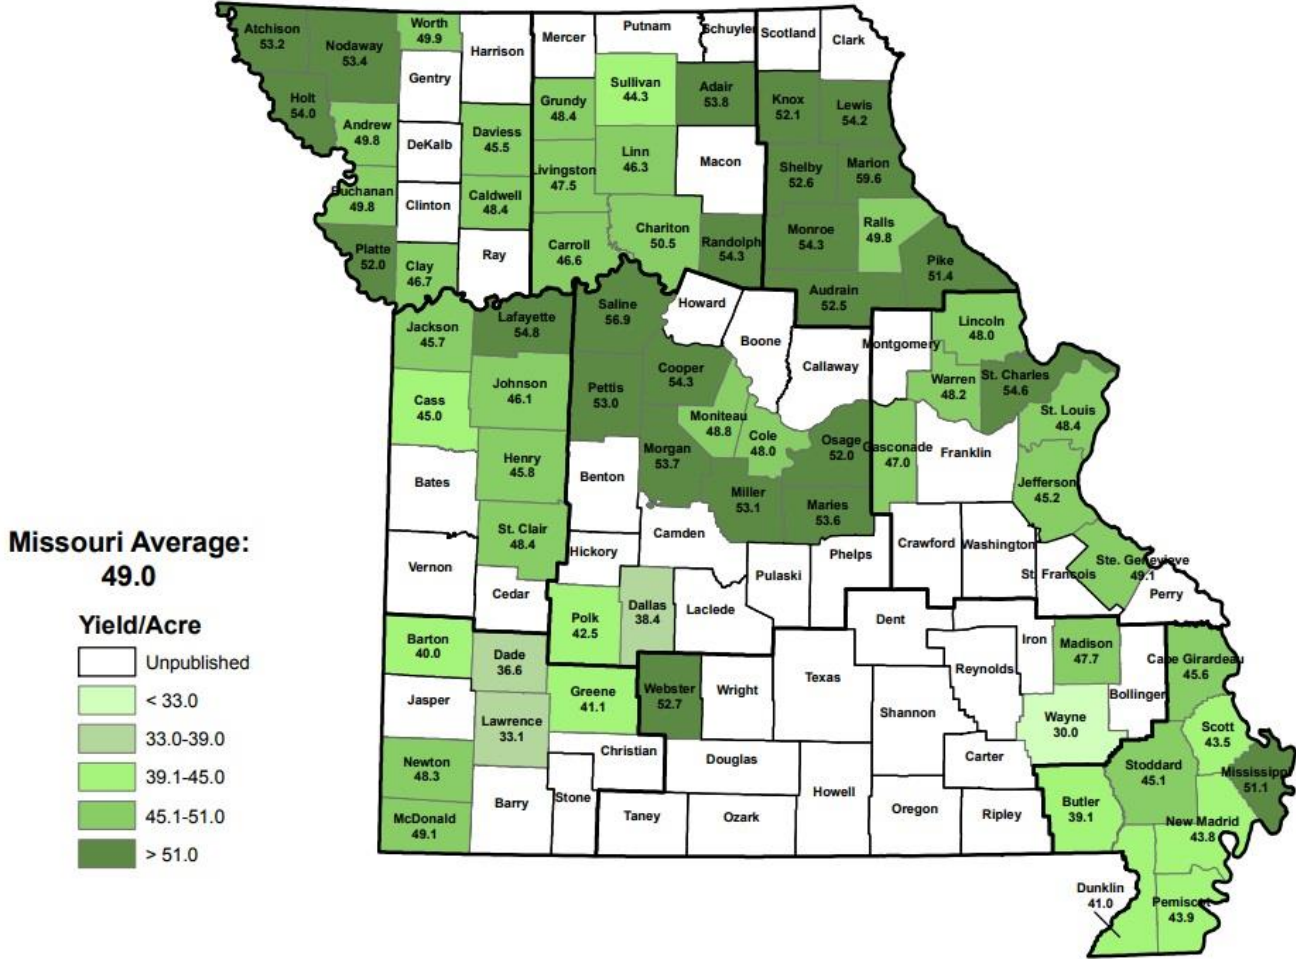 Atchison
53.2
Nodaway
53.4
Worth
49.9
Harrison
Mercer
Putnam
Schuyler
Scotland
Clark
Gentry
Holt
54.0
Andrew
49.8
DeKalb
Daviess
45.5
Grundy
48.4
Sullivan
44.3
Adair
53.8
Knox
52.1
Lewis
54.2
Buchanan
49.8
Clinton
Caldwell
48.4
Livingston
47.5
Linn
46.3
Macon
Shelby
52.6
Marion
59.6
Platte
52.0
Clay
46.7
Ray
Carroll
46.6
Chariton
50.5
Randolph
54.3
Monroe
54.3
Ralls
49.8
Pike
51.4
Audrain
52.5
Jackson
45.7
Lafayette
54.8
Saline
56.9
Howard
Boone
Callaway
Montgomery
Lincoln
48.0
Cass
45.0
Johnson
46.1
Pettis
53.0
Cooper
54.3
Moniteau
48.8
Cole
48.0
Osage
52.0
Gasconade
47.0
Warren
48.2
St. Charles
54.6
St. Louis
48.4
Franklin
Jefferson
45.2
Bates
Henry
45.8
Benton
Morgan
53.7
Miller
53.1
Maries
53.6
St. Clair
48.4
Hickory
Camden
Pulaski
Phelps
Crawford
Washington
St. Francois
Ste. Genevieve
49.1
Perry
Vernon
Cedar
Polk
42.5
Dallas
38.4
Laclede
Dent
Iron
Madison
47.7
Bollinger
Cape Girardeau
45.6
Barton
40.0
Dade
36.6
Greene
41.1
Webster
52.7
Wright
Texas
Reynolds
Shannon
Wayne
30.0
Scott
43.5
Mississippi
51.1
Jasper
Lawrence
33.1
Christian
Douglas
Carter
Stoddard
45.1
Newton
48.3
Barry
Stone
Howell
Oregon
Ripley
Butler
39.1
New Madrid
43.8
McDonald
49.1
Taney
Ozark
Dunklin
41.0
Pemiscot
43.9
Missouri Average:
49.0
Yield/Acre
Unpublished
< 33.0
33.0-39.0
39.1-45.0
45.1-51.0
> 51.0